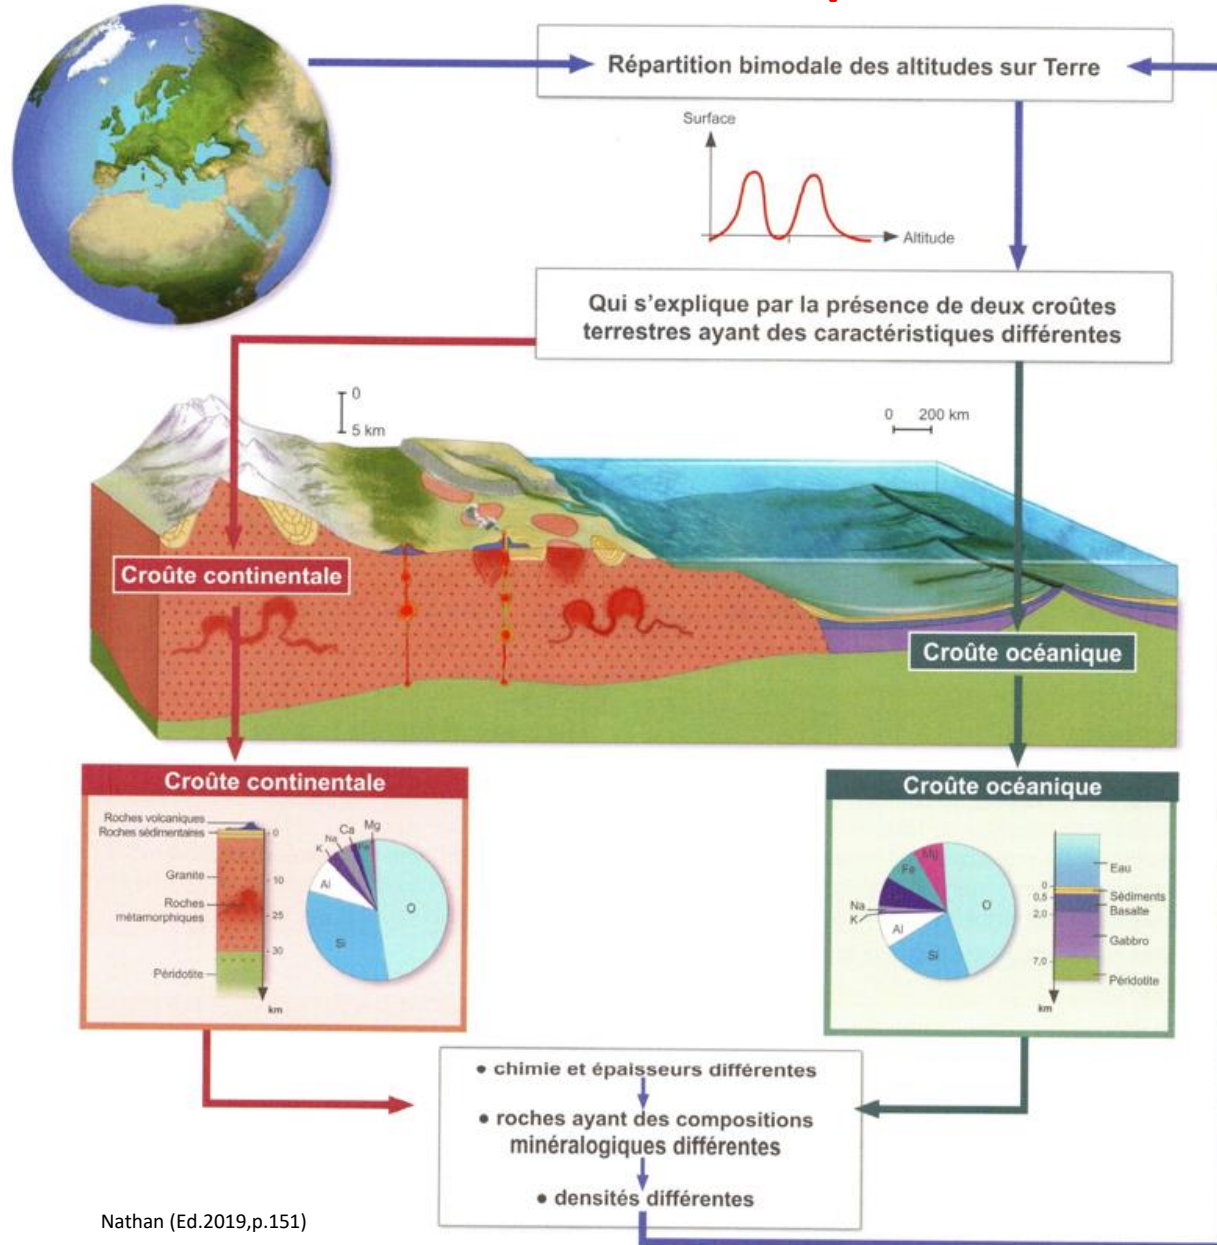 Répartition bimodale des altitudes sur Terre
Surface
Altitude
Qui s'explique par la présence de deux croûtes
terrestres ayant des caractéristiques différentes
0
5 km
0 200 km
Croûte continentale
Croûte océanique
Croûte continentale
Roches volcaniques
Roches sédimentaires
Granite
Roches
métamorphiques
Péridotite
0
10
25
30
km
K
Na
Ca
Mg
Al
Si
O
Croûte océanique
Mg
Fe
Na
K
Al
Si
O
0
0,5
2,0
7,0
km
Eau
Sédiments
Basalte
Gabbro
Péridotite
• chimie et épaisseurs différentes
• roches ayant des compositions
minéralogiques différentes
• densités différentes
Nathan (Ed.2019,p.151)